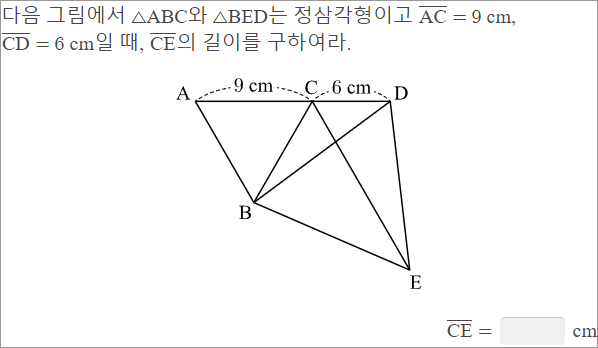 다음 그림에서 △ABC와 △BED는 정삼각형이고 AC = 9 cm,
CD = 6 cm일 때, CE의 길이를 구하여라.
A 9 cm C 6 cm D
B
E
CE = cm